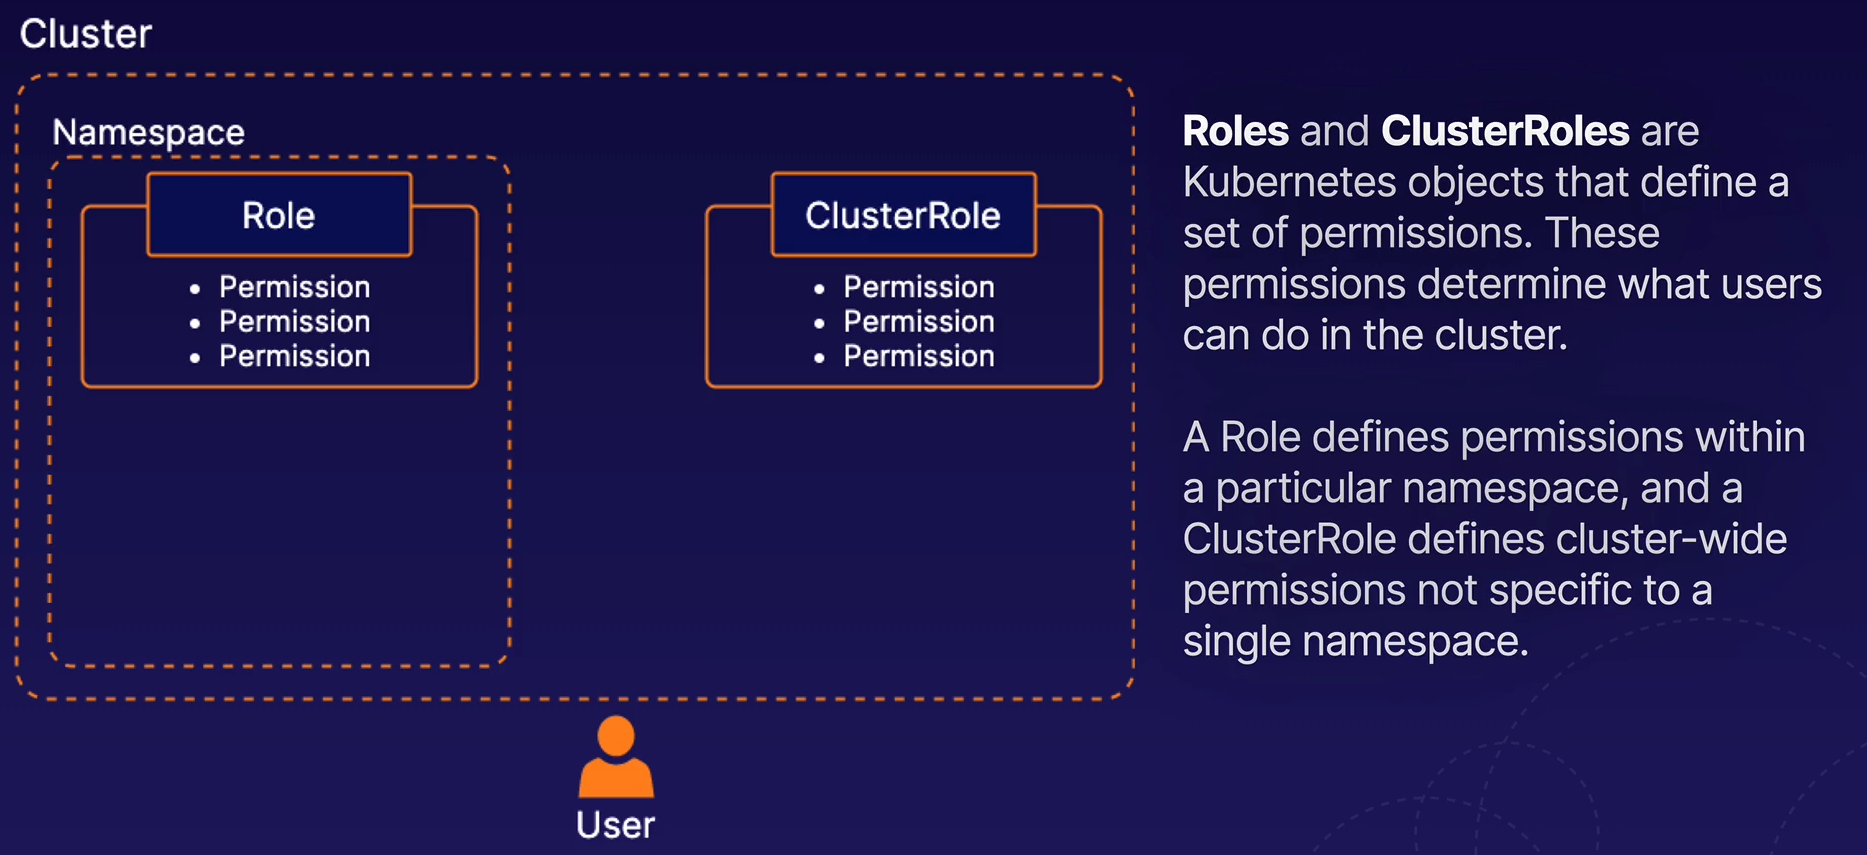 Cluster
Namespace
Role
• Permission
• Permission
• Permission
ClusterRole
• Permission
• Permission
• Permission
User
Roles and ClusterRoles are
Kubernetes objects that define a
set of permissions. These
permissions determine what users
can do in the cluster.
A Role defines permissions within
a particular namespace, and a
ClusterRole defines cluster-wide
permissions not specific to a
single namespace.